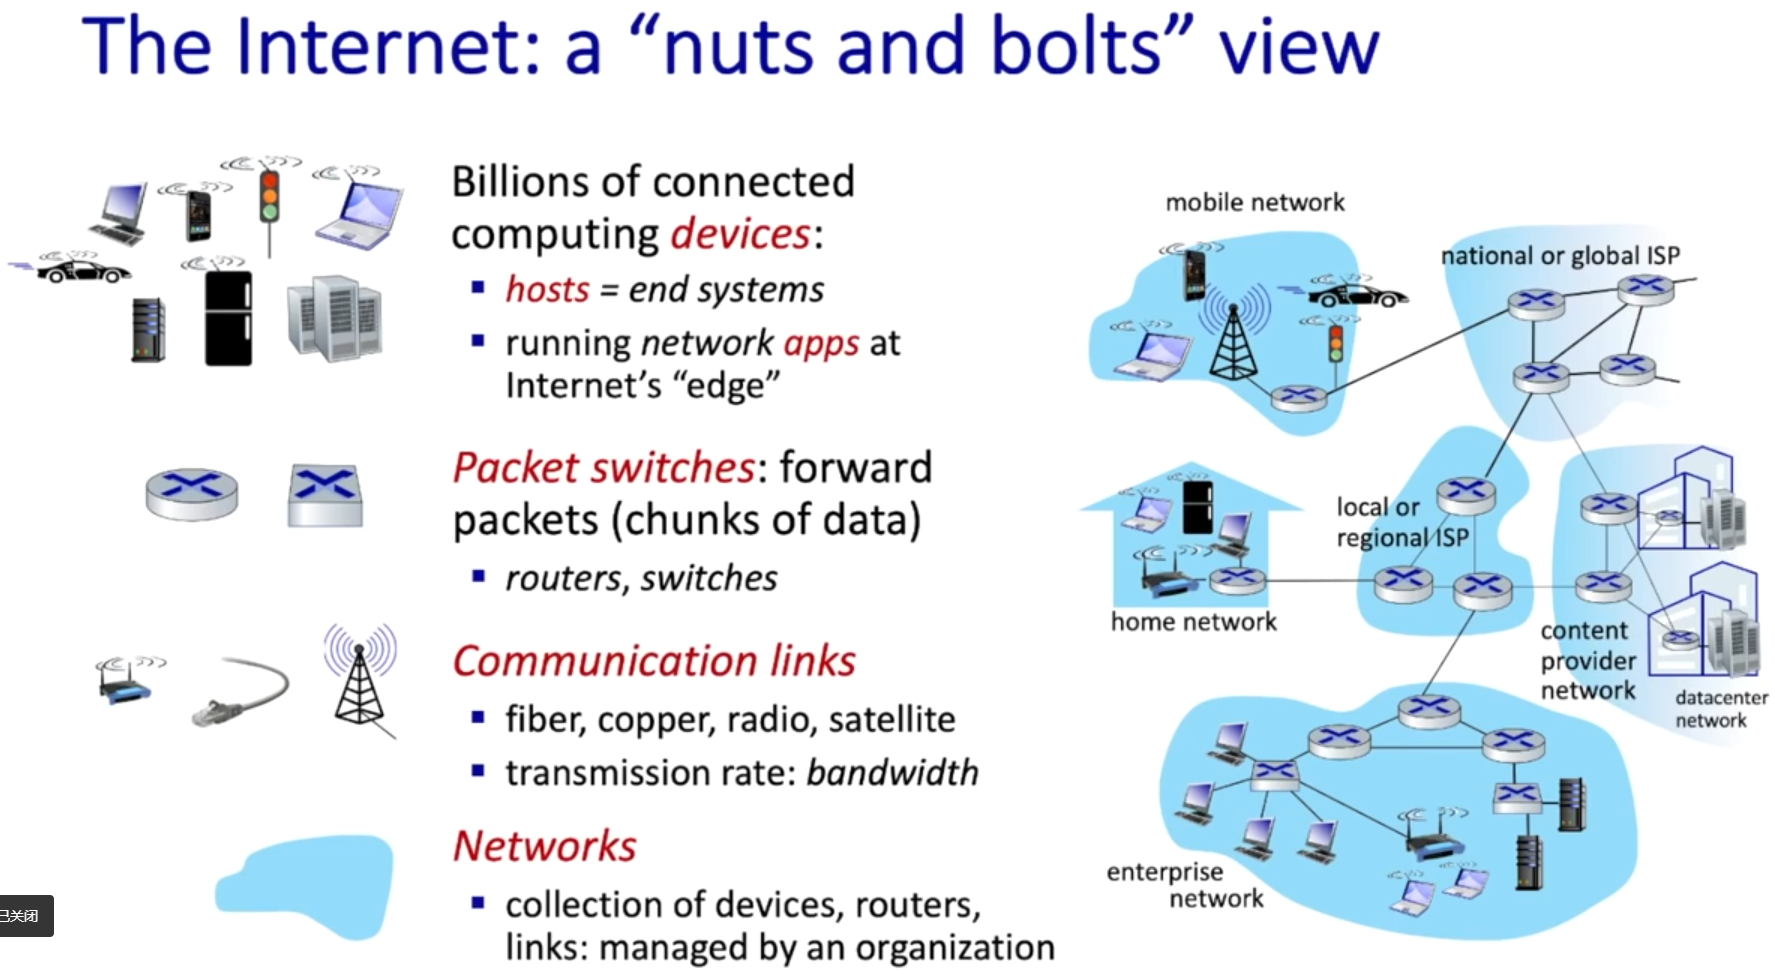 The Internet: a “nuts and bolts” view
Billions of connected
computing devices:
hosts = end systems
running network apps at
Internet’s “edge”
Packet switches: forward
packets (chunks of data)
routers, switches
Communication links
fiber, copper, radio, satellite
transmission rate: bandwidth
Networks
collection of devices, routers,
links: managed by an organization
mobile network
national or global ISP
local or
regional ISP
home network
content
provider
network
datacenter
network
enterprise
network
已关闭